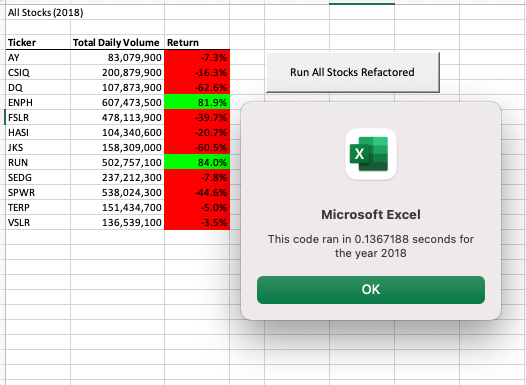 All Stocks (2018)
Ticker Total Daily Volume Return
AY 83,079,900 -7.3%
CSIQ 200,879,900 -16.3%
DQ 107,873,900 -62.6%
ENPH 607,473,500 81.9%
FSLR 478,113,900 -39.7%
HASI 104,340,600 -20.7%
JKS 158,309,000 -60.5%
RUN 502,757,100 84.0%
SEDG 237,212,300 -7.8%
SPWR 538,024,300 -44.6%
TERP 151,434,700 -5.0%
VSLR 136,539,100 -3.5%
Run All Stocks Refactored
X
Microsoft Excel
This code ran in 0.1367188 seconds for
the year 2018
OK